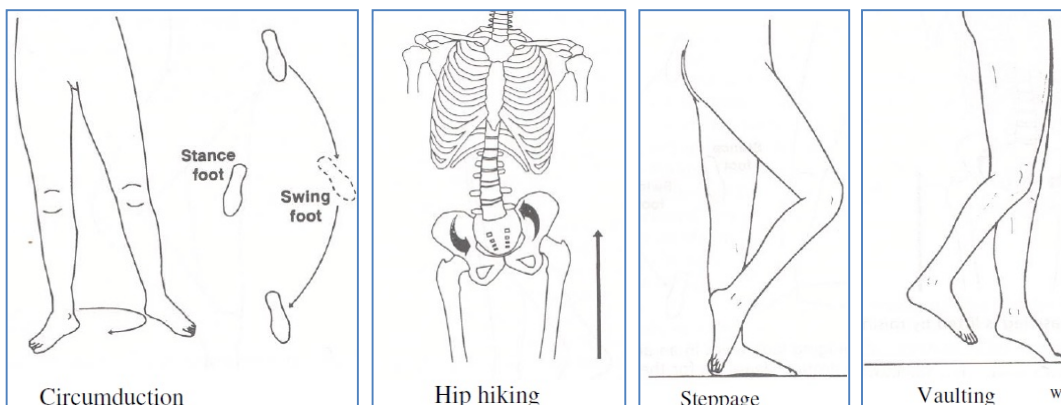 Stance
foot
Swing
foot
Circumduction
Hip hiking
Steppage
Vaulting
w